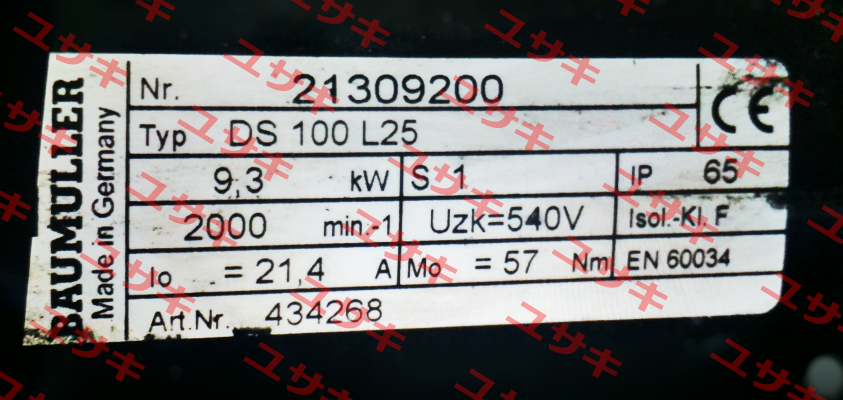 BAUMULLER
Made in Germany
Nr. 21309200
CE
Typ DS 100 L25
9,3 kW S 1 IP 65
2000 min.-1 Uzk=540V Isol.-Kl. F
Io = 21,4 A Mo = 57 Nm EN 60034
Art.Nr. 434268
ユサキ